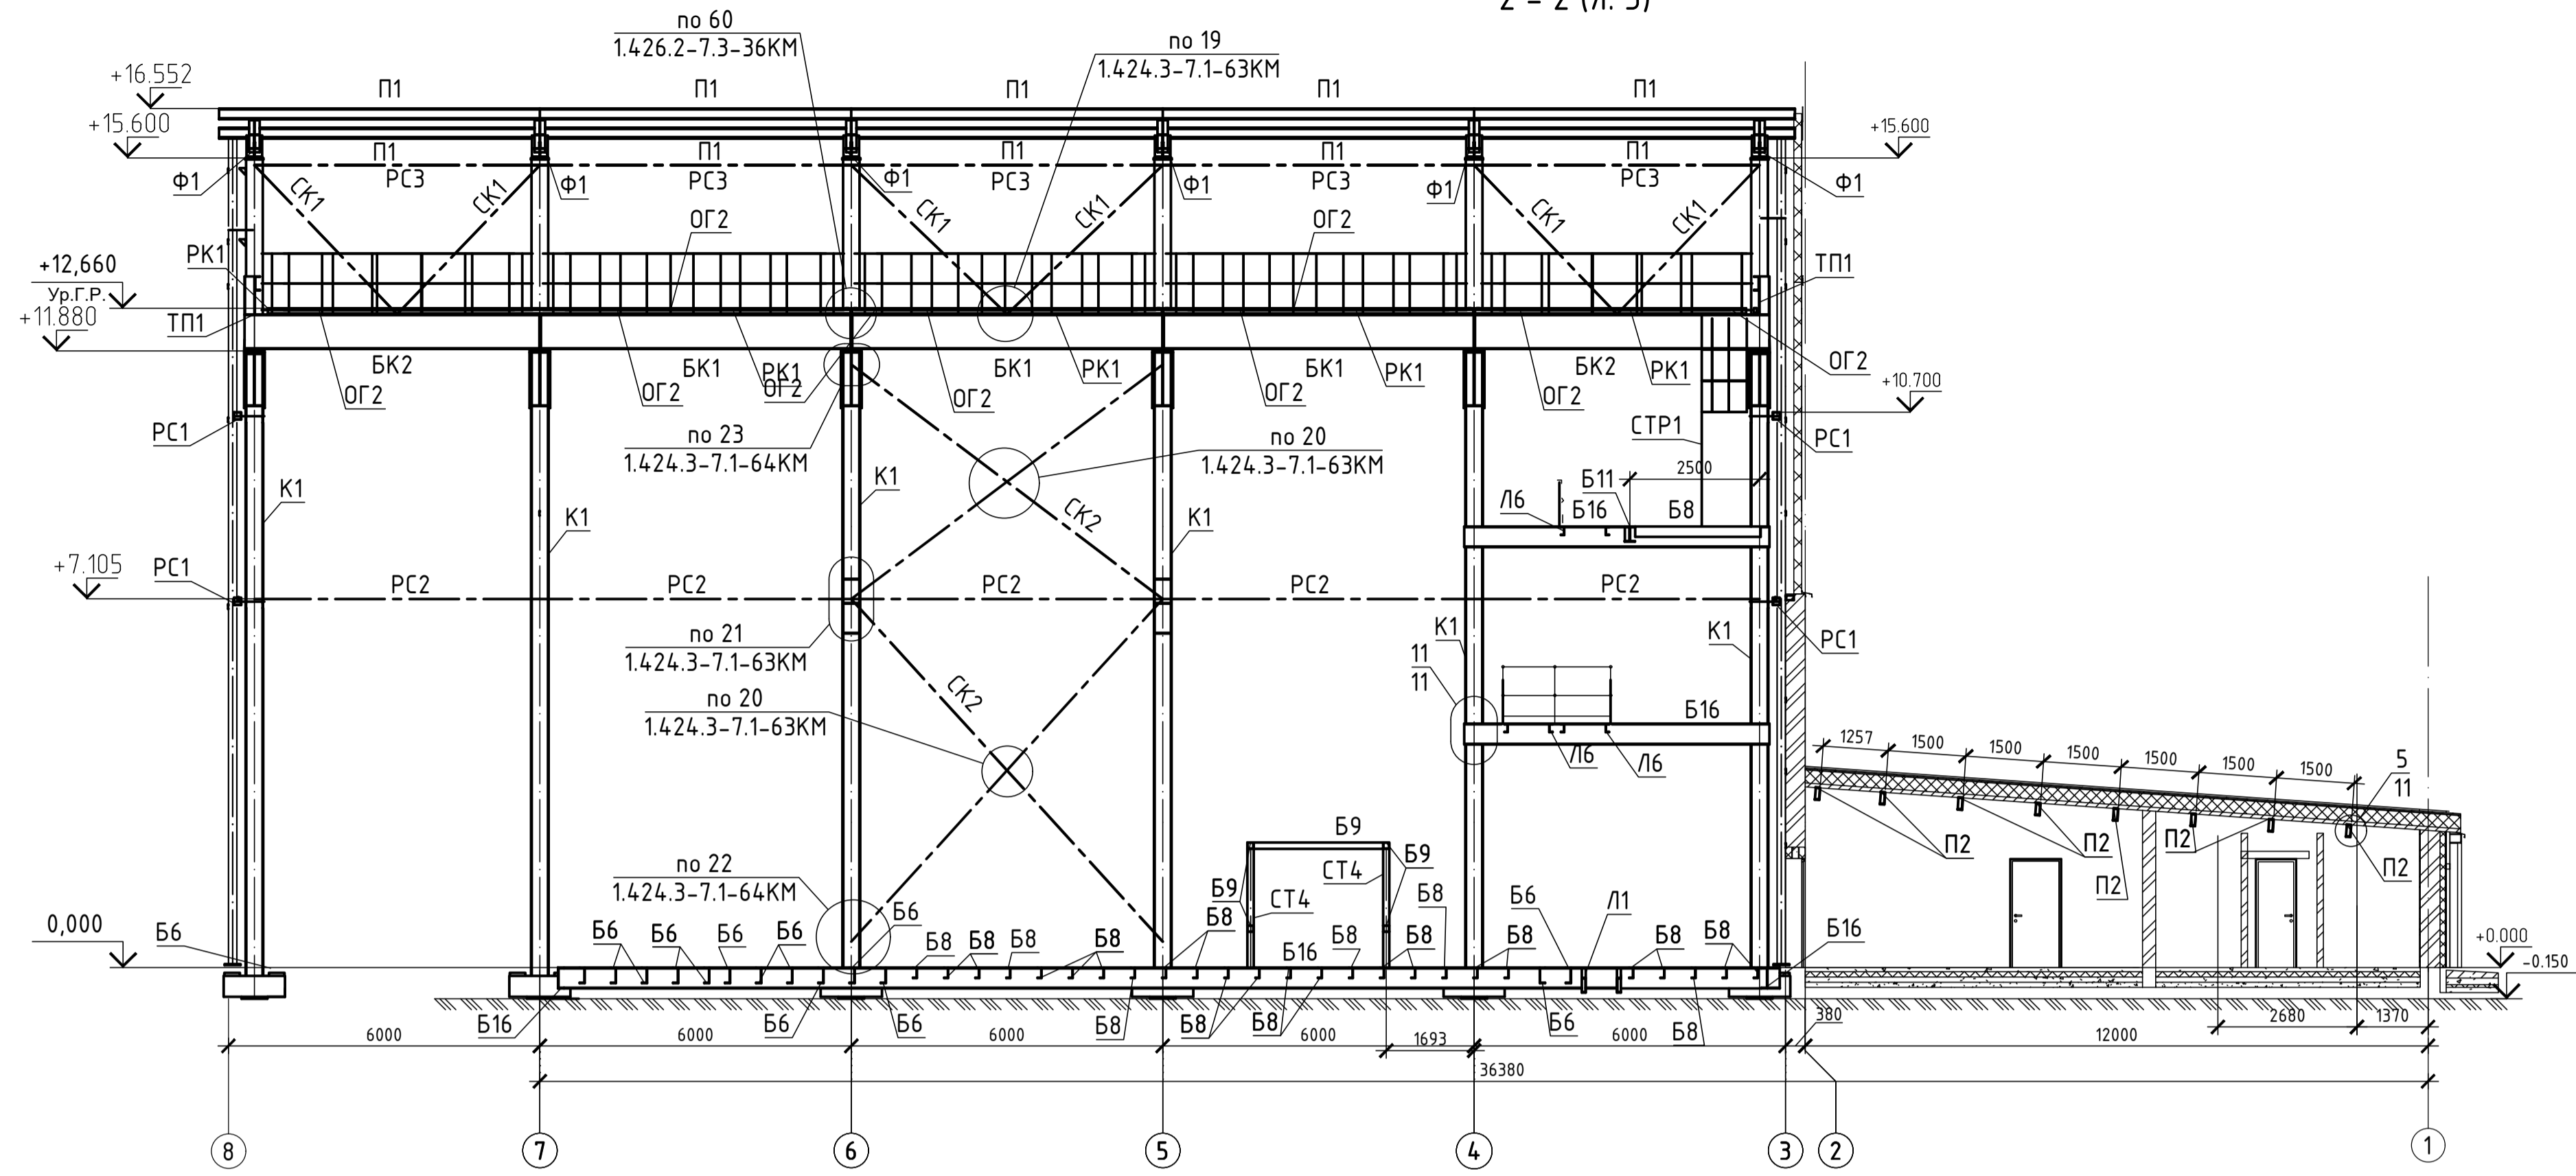 2 - 2 (л. 5)
по 60
1.426.2-7.3-36КМ
по 19
1.424.3-7.1-63КМ
+16.552
П1 П1 П1 П1 П1
+15.600
+15.600
П1 П1 П1 П1 П1
РС3 РС3 РС3 РС3 РС3
Ф1 Ф1 Ф1 Ф1 Ф1 Ф1
СК1 СК1 СК1 СК1 СК1 СК1
ОГ2 ОГ2
РК1
+12,660
Ур.Г.Р.
ТП1
+11.880
ТП1
БК2 БК1 РК1 БК1 РК1 БК1 РК1 БК2 РК1 ОГ2
ОГ2 ОГ2 ОГ2 ОГ2 ОГ2 ОГ2
+10.700
РС1
СТР1
РС1
по 23
1.424.3-7.1-64КМ
по 20
1.424.3-7.1-63КМ
2500
К1 К1 К1 К1
Л6 Б11 Б16 Б8
СК2
+7.105
РС1
РС2 РС2 РС2 РС2 РС2
К1 К1
РС1
по 21
1.424.3-7.1-63КМ
11
11
СК2
по 20
1.424.3-7.1-63КМ
Б16
Л6 Л6
1257 1500 1500 1500 1500 1500 1500
5
11
П2 П2 П2 П2 П2
Б9
Б9
СТ4
по 22
1.424.3-7.1-64КМ
Б9
СТ4
0,000
Б6
Б6 Б6 Б6 Б6 Б6 Б8 Б8 Б8 Б8 Б8 Б16 Б8 Б8 Б8 Б8 Б6 Л1 Б8 Б8 Б16
+0.000
-0.150
Б16 Б6 Б6 Б8 Б8 Б8 Б6 Б8
380
2680 1370
6000 6000 6000 6000 1693 6000 12000
36380
8 7 6 5 4 3 2 1